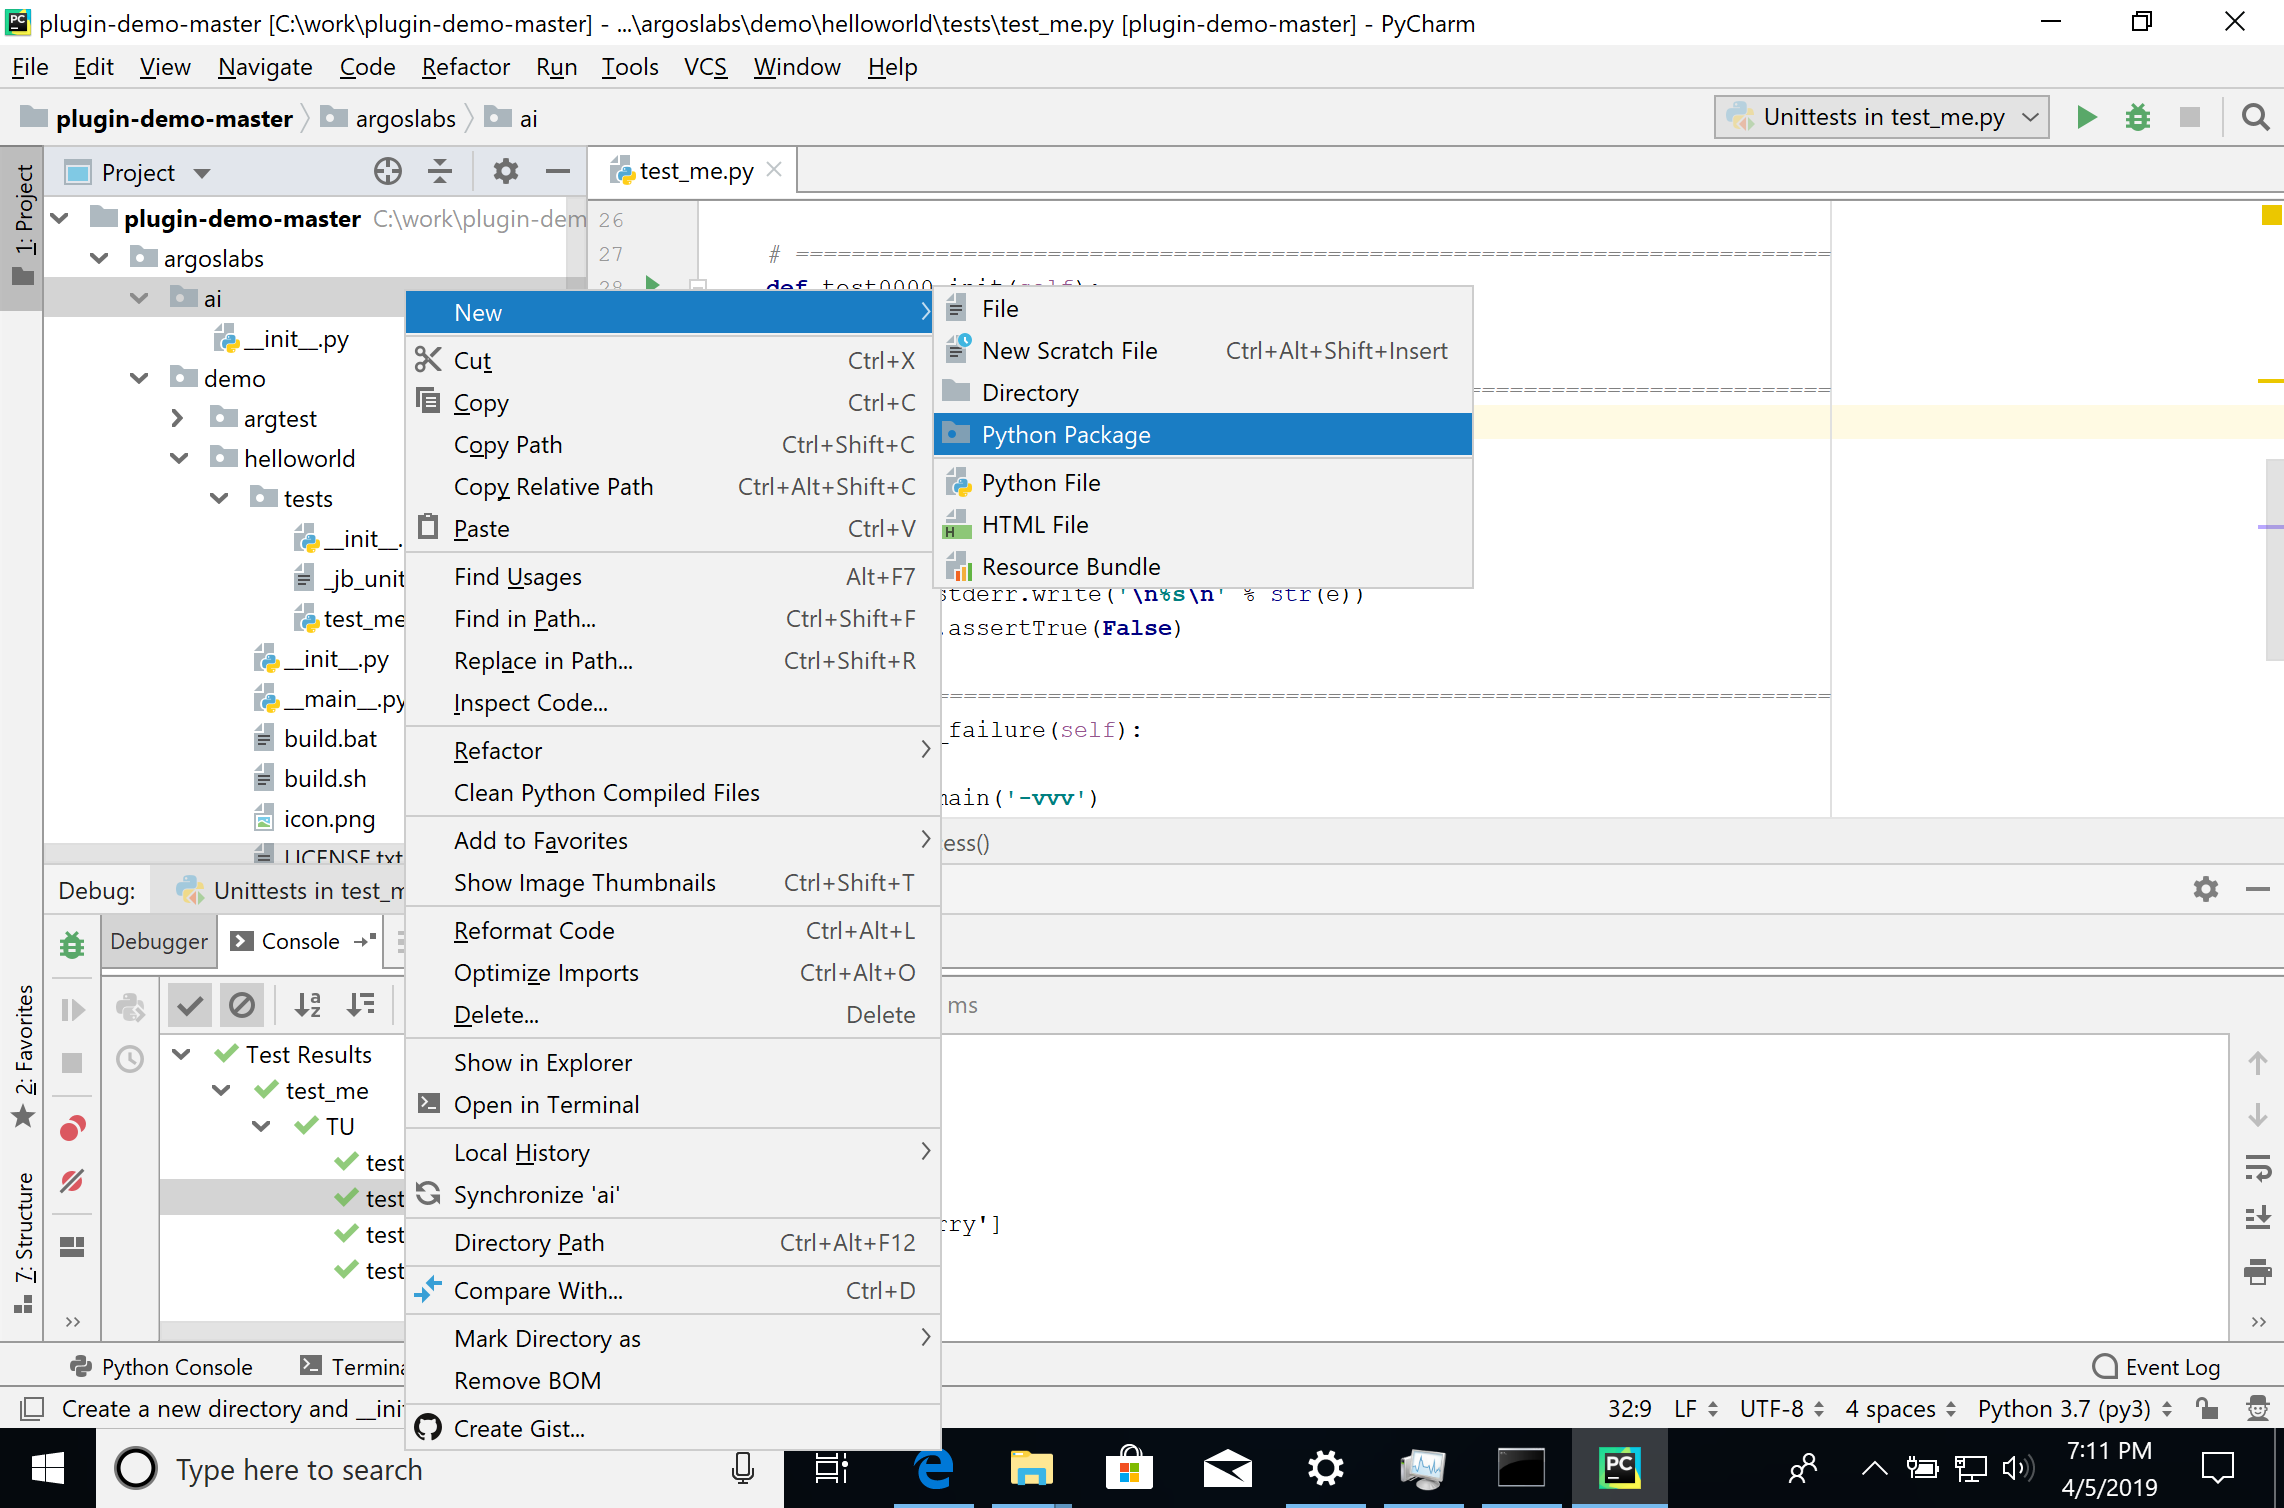 plugin-demo-master [C:\work\plugin-demo-master] - ...\argoslabs\demo\helloworld\tests\test_me.py [plugin-demo-master] - PyCharm
File Edit View Navigate Code Refactor Run Tools VCS Window Help
plugin-demo-master argoslabs ai
Unittests in test_me.py
1: Project
Project
test_me.py
plugin-demo-master C:\work\plugin-dem
argoslabs
ai
__init__.py
demo
argtest
helloworld
tests
__init__.
_jb_unit
test_me
__init__.py
__main__.py
build.bat
build.sh
icon.png
LICENSE.txt
26
27 # ==========================================================================
28 def test0000_init(self):
New
Cut Ctrl+X
Copy Ctrl+C
Copy Path Ctrl+Shift+C
Copy Relative Path Ctrl+Alt+Shift+C
Paste Ctrl+V
Find Usages Alt+F7
Find in Path... Ctrl+Shift+F
Replace in Path... Ctrl+Shift+R
Inspect Code...
Refactor
Clean Python Compiled Files
Add to Favorites
Show Image Thumbnails Ctrl+Shift+T
Reformat Code Ctrl+Alt+L
Optimize Imports Ctrl+Alt+O
Delete... Delete
Show in Explorer
Open in Terminal
Local History
Synchronize 'ai'
Directory Path Ctrl+Alt+F12
Compare With... Ctrl+D
Mark Directory as
Remove BOM
Create Gist...
File
New Scratch File Ctrl+Alt+Shift+Insert
Directory
Python Package
Python File
HTML File
Resource Bundle
stderr.write('\n%s\n' % str(e))
.assertTrue(False)
_failure(self):
main('-vvv')
ess()
Debug: Unittests in test_m
Debugger Console
ms
Test Results
test_me
TU
test
test
test
test
rry']
2: Favorites
7: Structure
Python Console Termina
Event Log
Create a new directory and __ini
32:9 LF UTF-8 4 spaces Python 3.7 (py3)
Type here to search
7:11 PM
4/5/2019